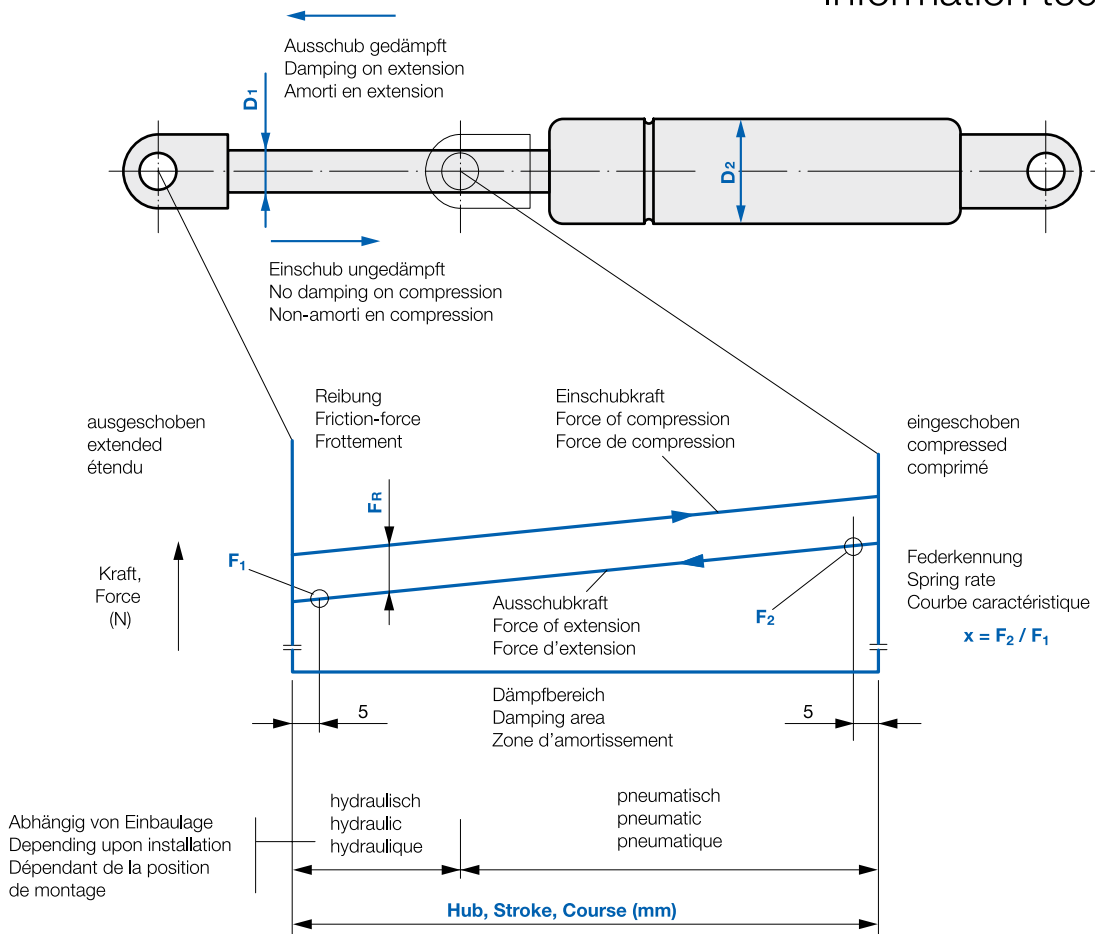 Ausschub gedämpft
Damping on extension
Amorti en extension
D1
D2
Einschub ungedämpft
No damping on compression
Non-amorti en compression
ausgeschoben
extended
étendu
Reibung
Friction-force
Frottement
Einschubkraft
Force of compression
Force de compression
eingeschoben
compressed
comprimé
FR
F1
Kraft,
Force
(N)
Ausschubkraft
Force of extension
Force d'extension
F2
Federkennung
Spring rate
Courbe caractéristique
x = F2 / F1
5
Dämpfbereich
Damping area
Zone d'amortissement
5
Abhängig von Einbaulage
Depending upon installation
Dépendant de la position
de montage
hydraulisch
hydraulic
hydraulique
pneumatisch
pneumatic
pneumatique
Hub, Stroke, Course (mm)